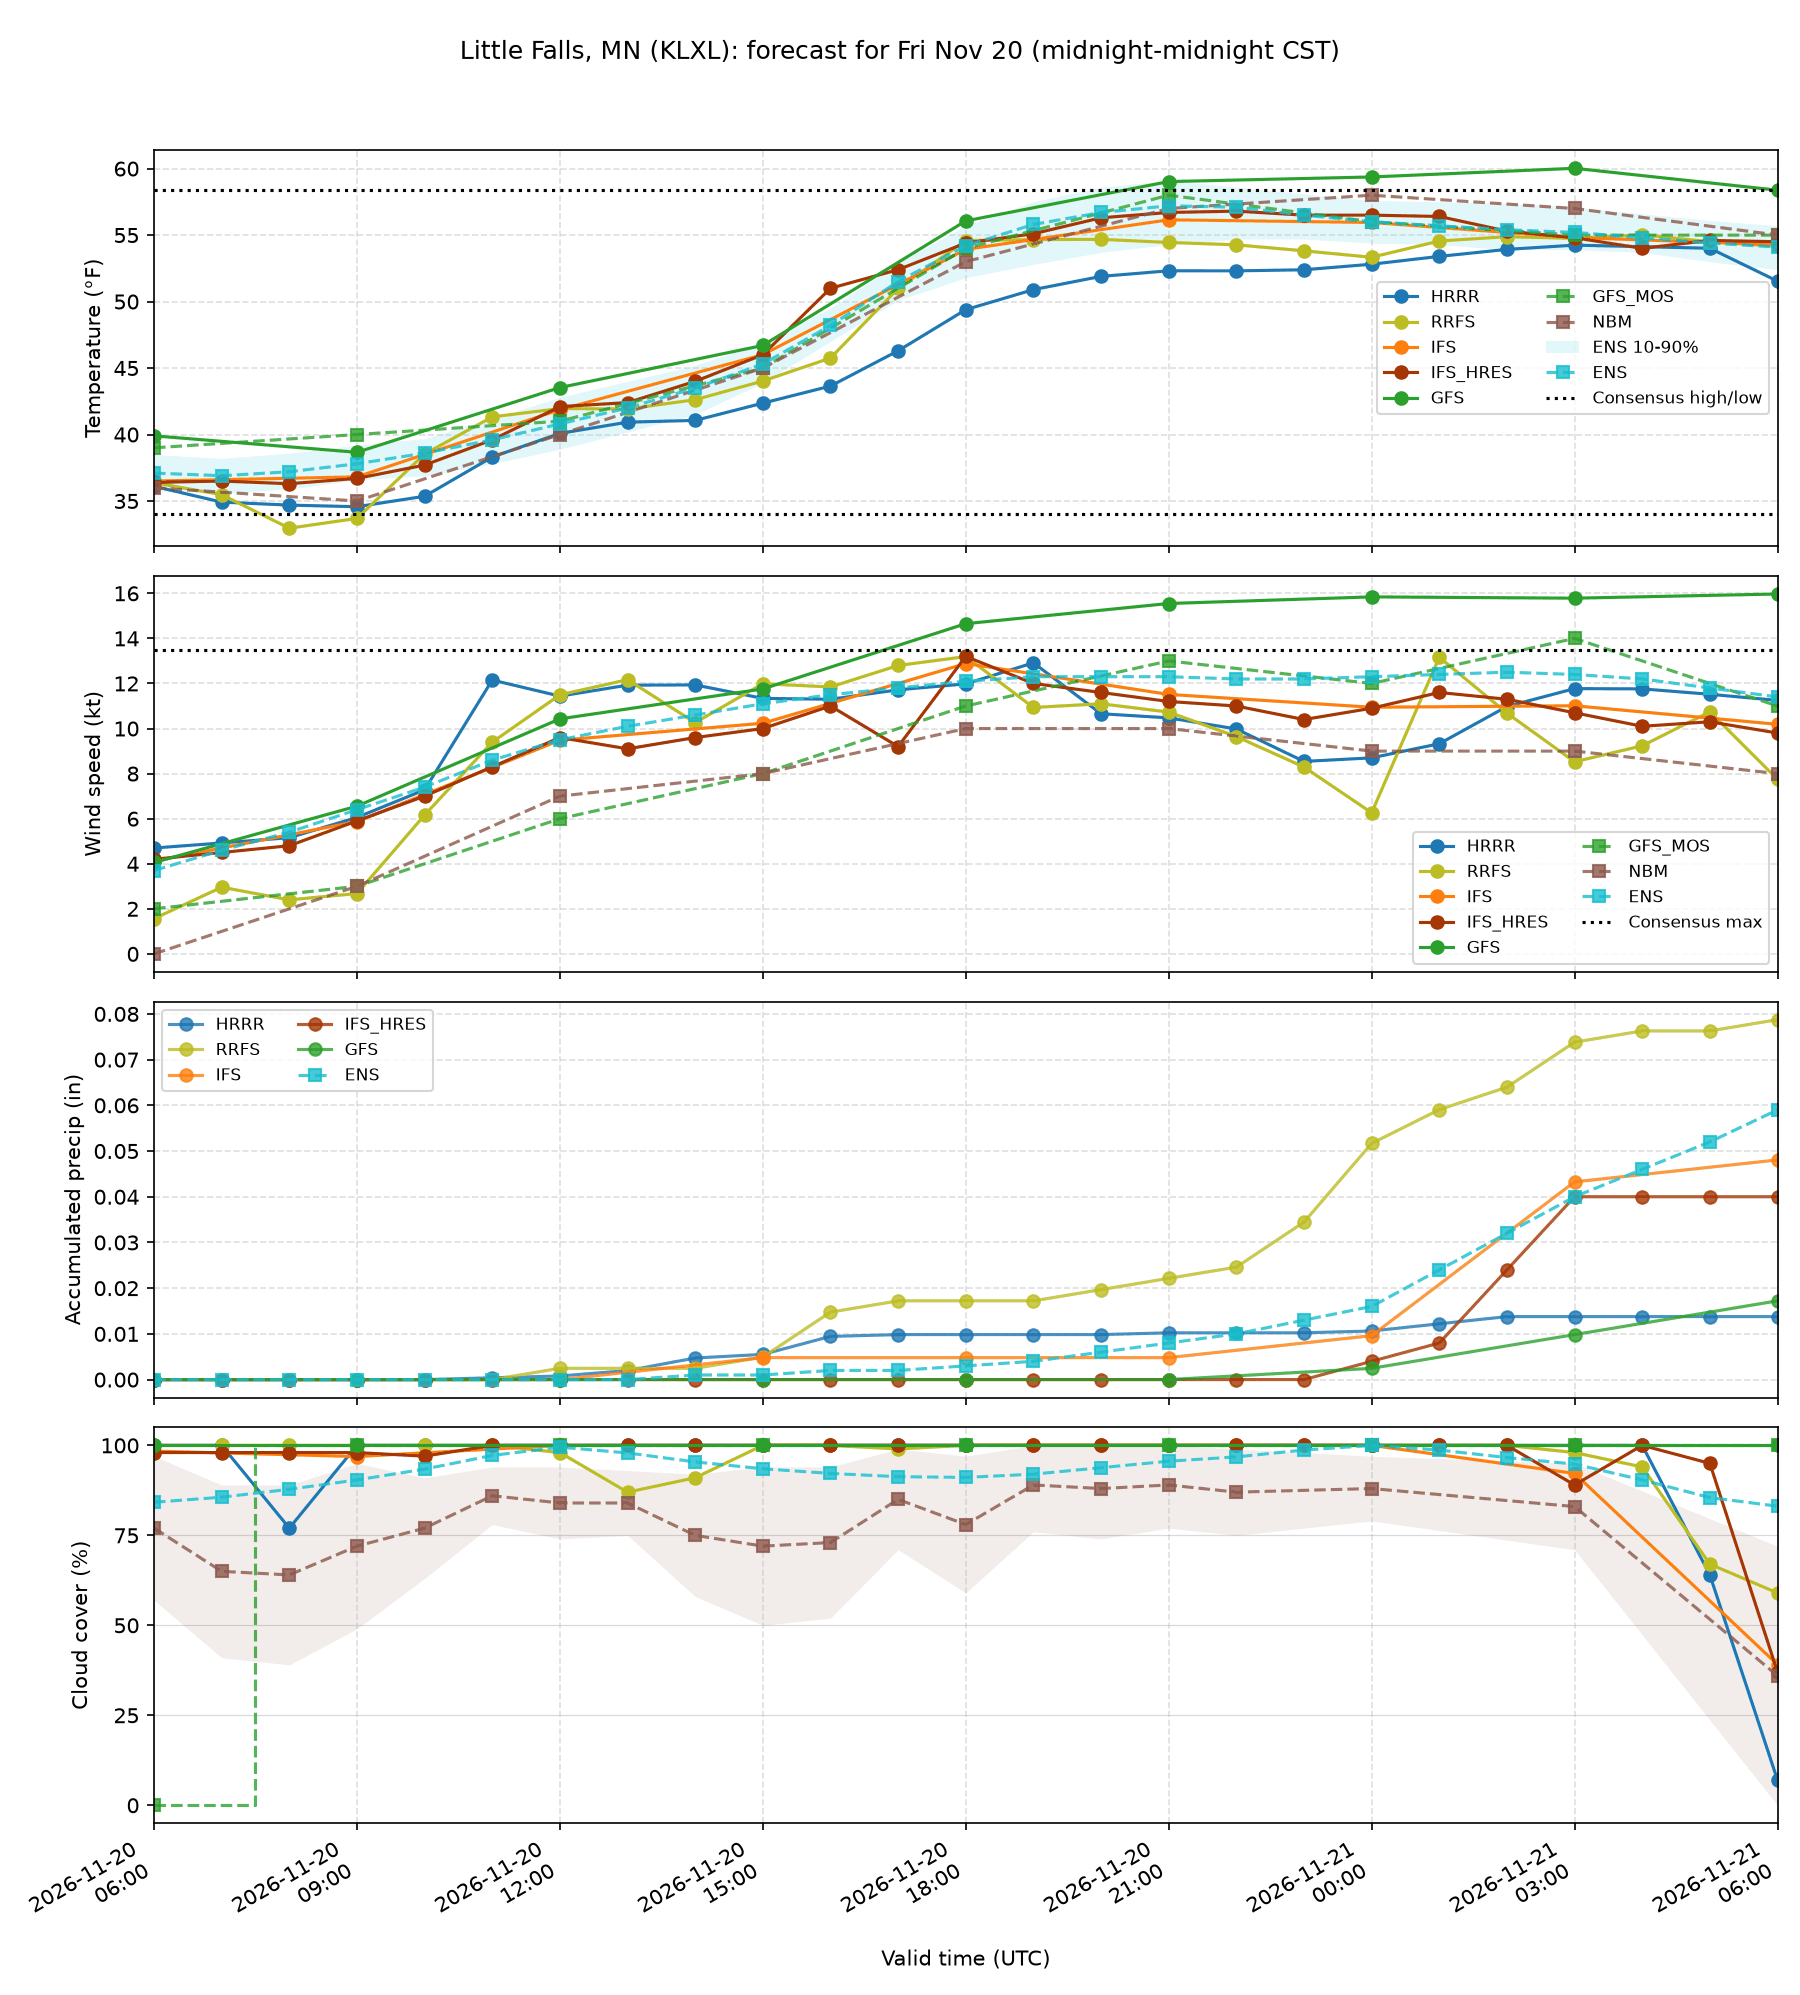 Little Falls, MN (KLXL): forecast for Fri Nov 20 (midnight-midnight CST)
Temperature (°F)
60
55
50
45
40
35
HRRR
RRFS
IFS
IFS_HRES
GFS
GFS_MOS
NBM
ENS 10-90%
ENS
Consensus high/low
Wind speed (kt)
16
14
12
10
8
6
4
2
0
HRRR
RRFS
IFS
IFS_HRES
GFS
GFS_MOS
NBM
ENS
Consensus max
Accumulated precip (in)
0.08
0.07
0.06
0.05
0.04
0.03
0.02
0.01
0.00
HRRR
RRFS
IFS
IFS_HRES
GFS
ENS
Cloud cover (%)
100
75
50
25
0
2026-11-20
06:00
2026-11-20
09:00
2026-11-20
12:00
2026-11-20
15:00
2026-11-20
18:00
2026-11-20
21:00
2026-11-21
00:00
2026-11-21
03:00
2026-11-21
06:00
Valid time (UTC)